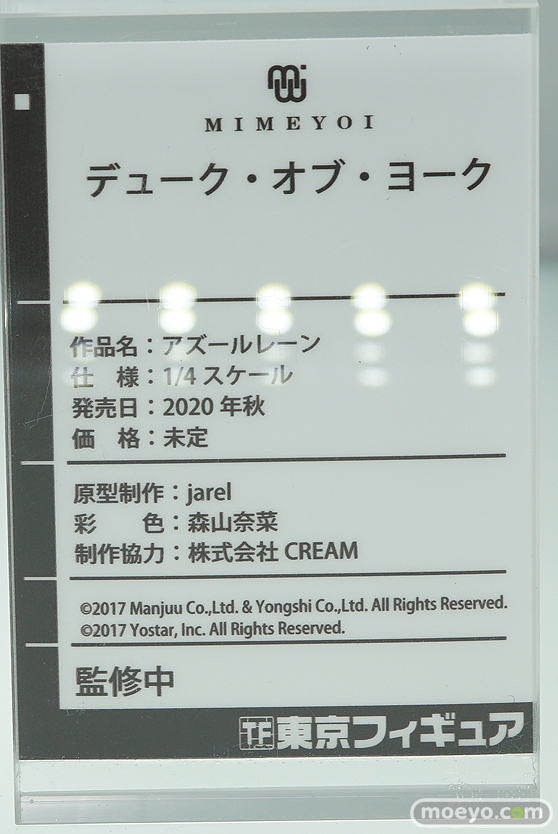 MIMEYOI
デューク・オブ・ヨーク
作品名：アズールレーン
仕　様：1/4 スケール
発売日：2020 年秋
価　格：未定
原型制作：jarel
彩　　色：森山奈菜
制作協力：株式会社 CREAM
©2017 Manjuu Co.,Ltd. & Yongshi Co.,Ltd. All Rights Reserved.
©2017 Yostar, Inc. All Rights Reserved.
監修中
TF 東京フィギュア
moeyo.com